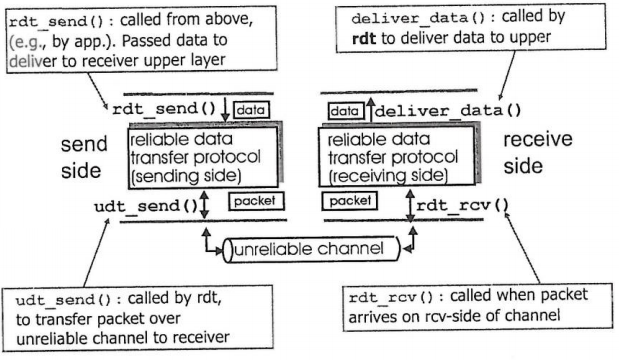 rdt_send() : called from above,
(e.g., by app.). Passed data to
deliver to receiver upper layer
deliver_data() : called by
rdt to deliver data to upper
rdt_send()
data
data
deliver_data()
send
side
reliable data
transfer protocol
(sending side)
reliable data
transfer protocol
(receiving side)
receive
side
udt_send()
packet
packet
rdt_rcv()
unreliable channel
udt_send() : called by rdt,
to transfer packet over
unreliable channel to receiver
rdt_rcv() : called when packet
arrives on rcv-side of channel